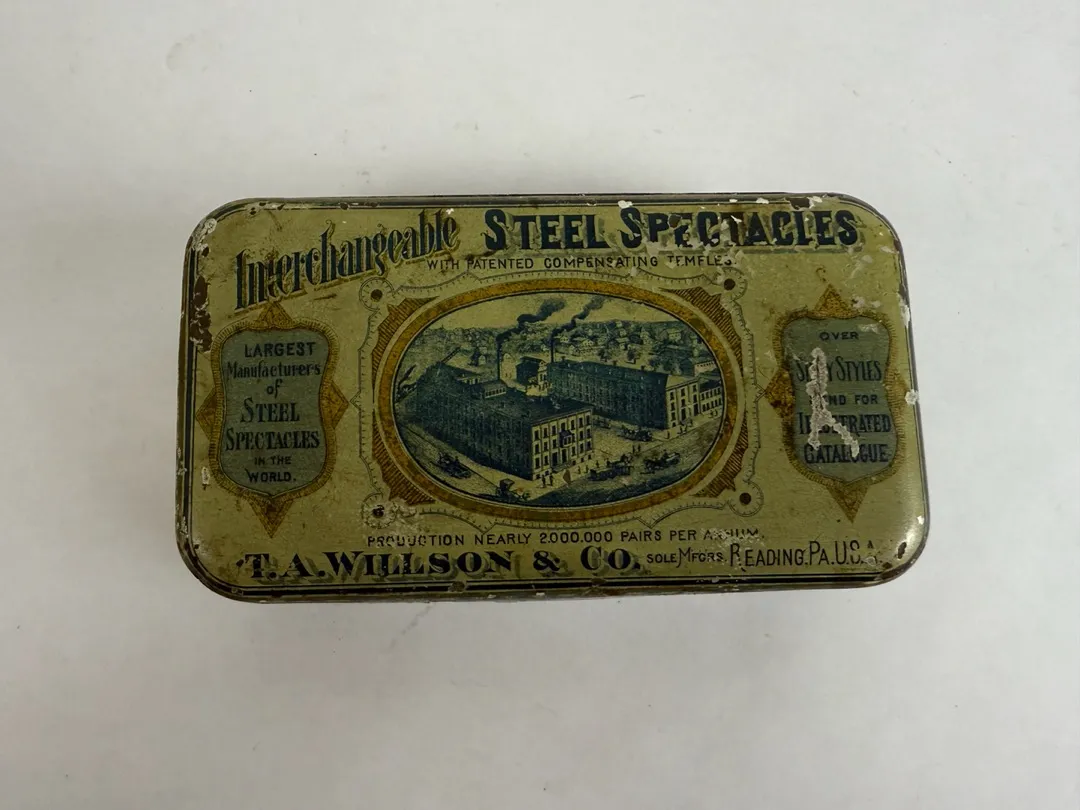 Interchangeable STEEL SPECTACLES
WITH PATENTED COMPENSATING TEMPLES.
LARGEST
Manufacturers
of
STEEL
SPECTACLES
IN THE
WORLD.
OVER
STYLES
FOR
ILLUSTRATED
CATALOGUE
PRODUCTION NEARLY 2.000.000 PAIRS PER ANNUM.
T.A. WILLSON & CO. SOLE MFGRS. READING, PA. U.S.A.